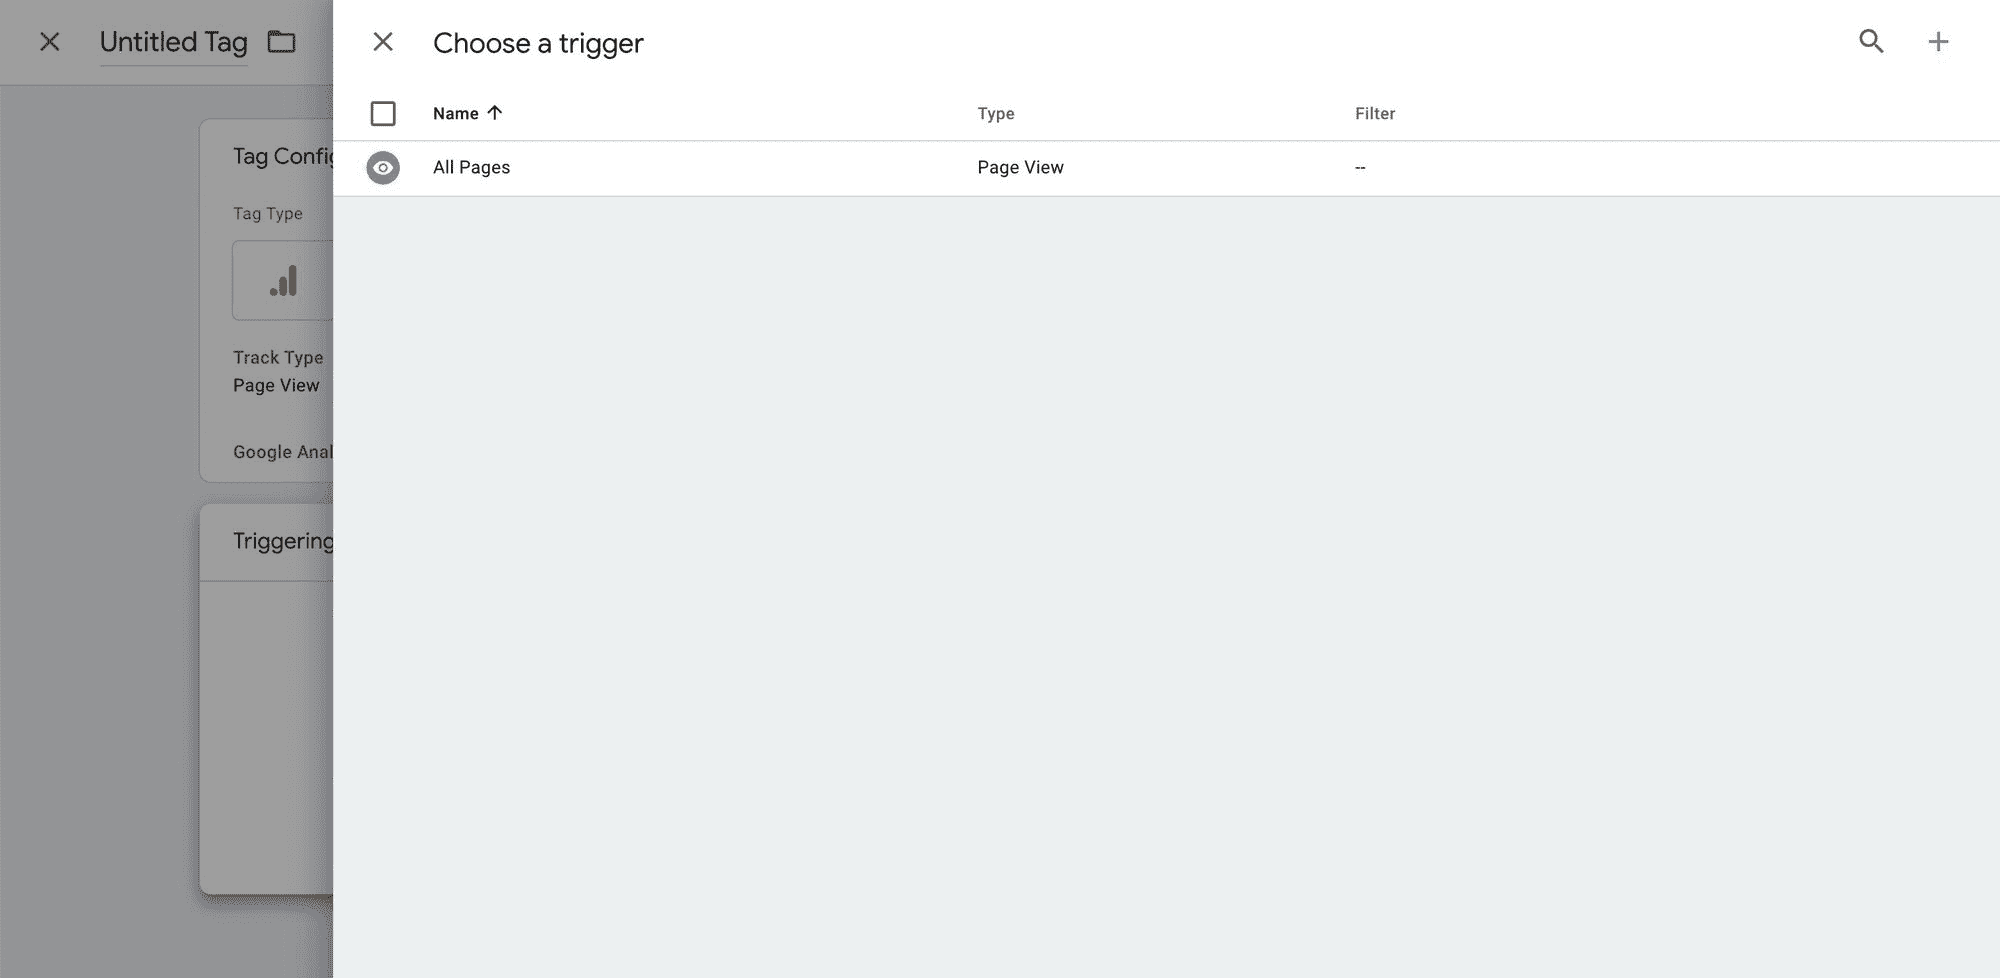 Untitled Tag
Choose a trigger
Name Type Filter
All Pages Page View --
Tag Config
Tag Type
Track Type
Page View
Google Anal
Triggering